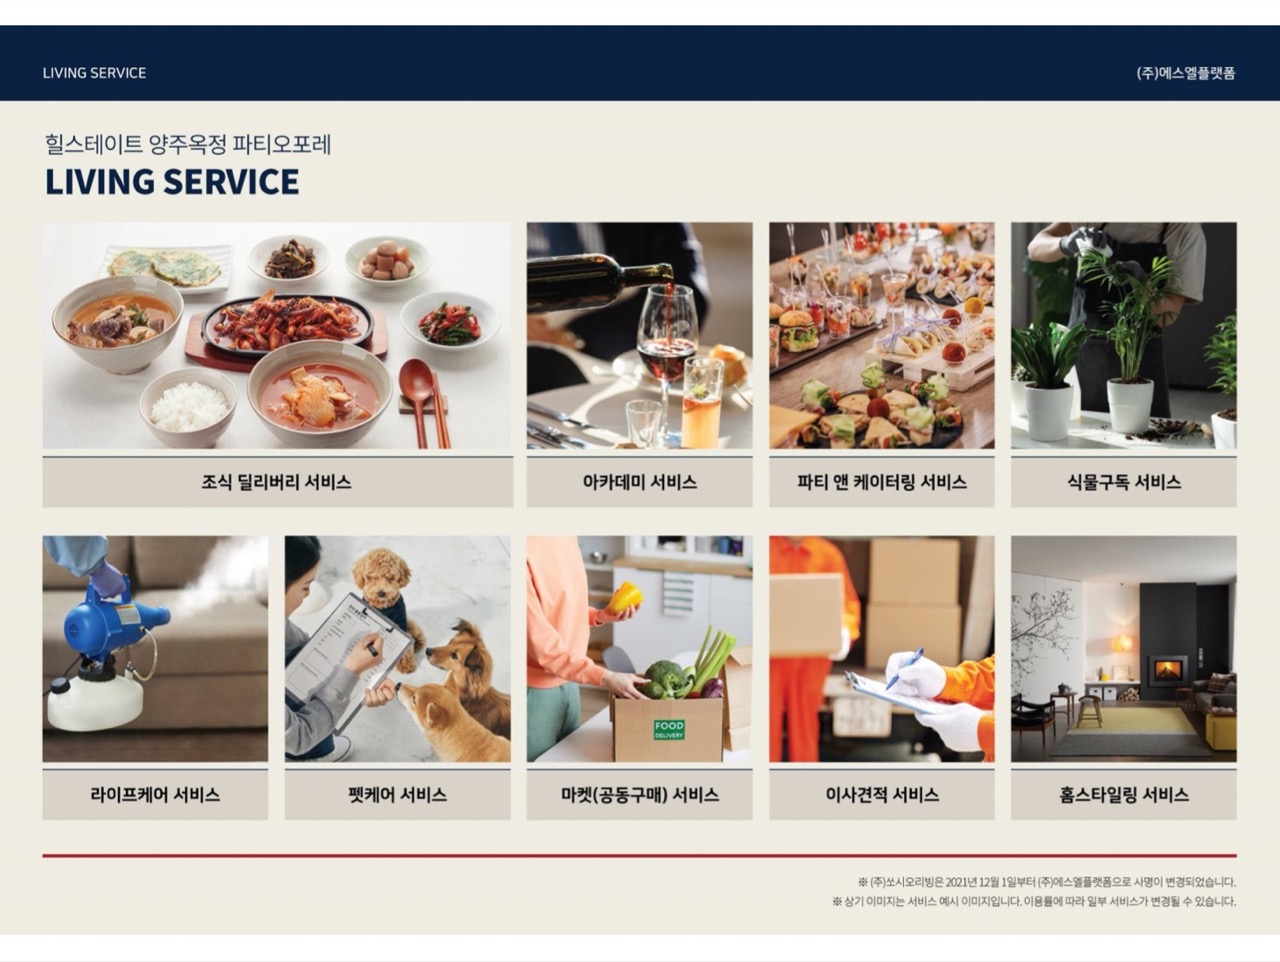 LIVING SERVICE
(주)에스엘플랫폼
힐스테이트 양주옥정 파티오포레
LIVING SERVICE
조식 딜리버리 서비스
아카데미 서비스
파티 앤 케이터링 서비스
식물구독 서비스
FOOD
DELIVERY
라이프케어 서비스
펫케어 서비스
마켓(공동구매) 서비스
이사견적 서비스
홈스타일링 서비스
※ (주)쏘시오리빙은 2021년 12월 1일부터 (주)에스엘플랫폼으로 사명이 변경되었습니다.
※ 상기 이미지는 서비스 예시 이미지입니다. 이용률에 따라 일부 서비스가 변경될 수 있습니다.